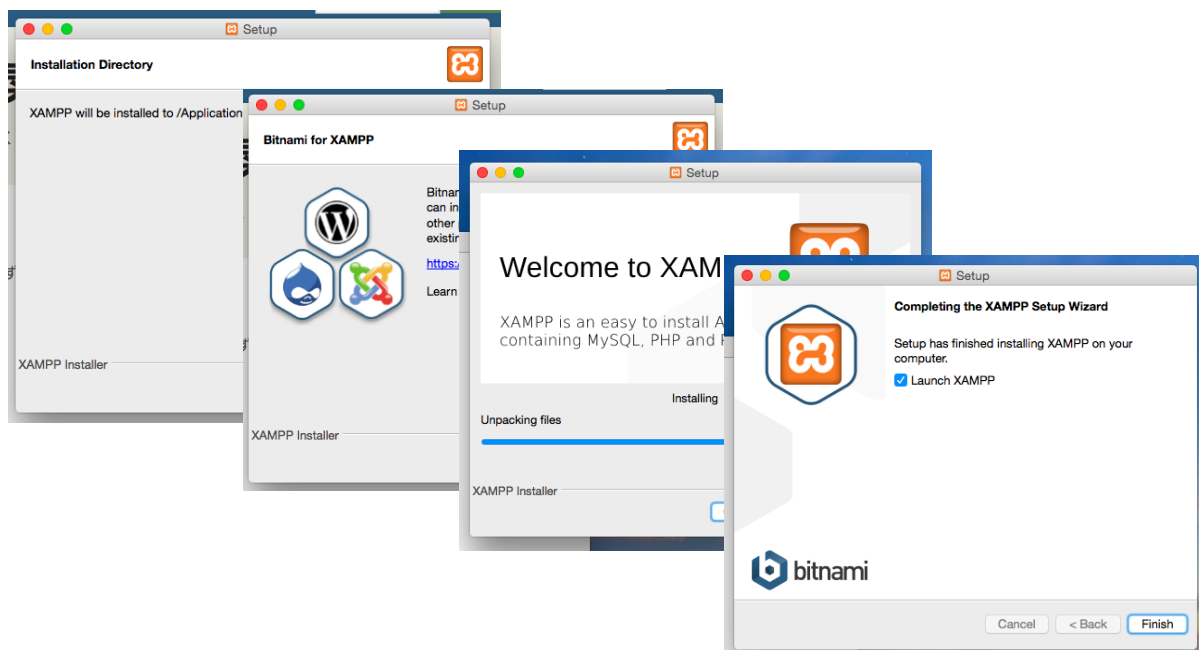 Setup
Installation Directory
XAMPP will be installed to /Application
XAMPP Installer
Setup
Bitnami for XAMPP
can in
other
existin
https:/
Learn
XAMPP Installer
Setup
Welcome to XAM
XAMPP is an easy to install A
containing MySQL, PHP and
Installing
Unpacking files
XAMPP Installer
Setup
Completing the XAMPP Setup Wizard
Setup has finished installing XAMPP on your
computer.
Launch XAMPP
bitnami
Cancel
< Back
Finish